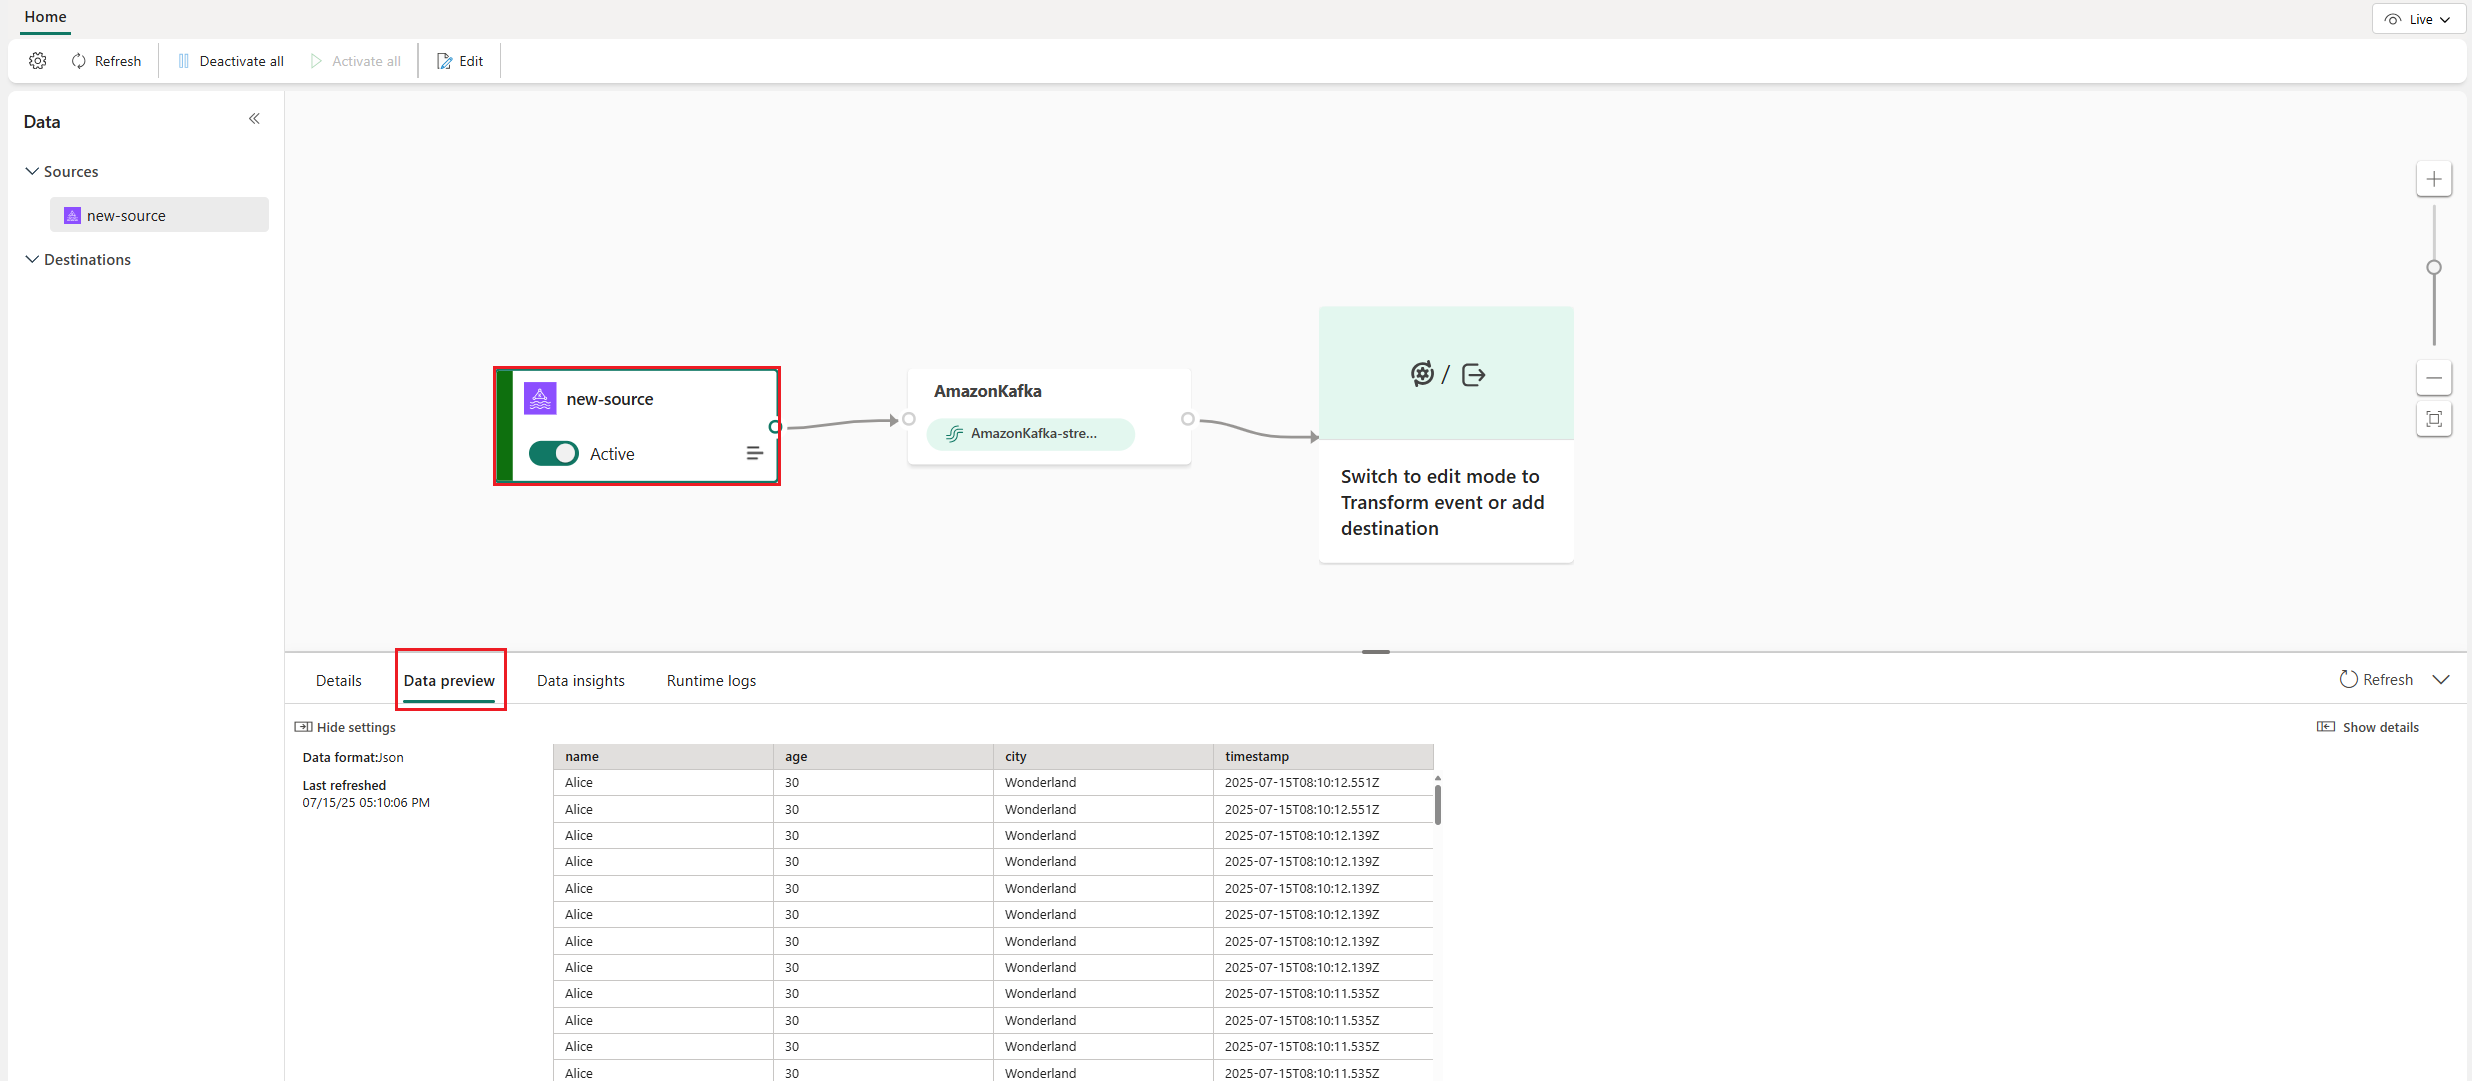 Home
Live
Refresh
Deactivate all
Activate all
Edit
Data
Sources
new-source
Destinations
new-source
Active
AmazonKafka
AmazonKafka-stre...
/
Switch to edit mode to
Transform event or add
destination
Details
Data preview
Data insights
Runtime logs
Refresh
Hide settings
Show details
Data format:Json
Last refreshed
07/15/25 05:10:06 PM
name age city timestamp
Alice 30 Wonderland 2025-07-15T08:10:12.551Z
Alice 30 Wonderland 2025-07-15T08:10:12.551Z
Alice 30 Wonderland 2025-07-15T08:10:12.139Z
Alice 30 Wonderland 2025-07-15T08:10:12.139Z
Alice 30 Wonderland 2025-07-15T08:10:12.139Z
Alice 30 Wonderland 2025-07-15T08:10:12.139Z
Alice 30 Wonderland 2025-07-15T08:10:12.139Z
Alice 30 Wonderland 2025-07-15T08:10:12.139Z
Alice 30 Wonderland 2025-07-15T08:10:11.535Z
Alice 30 Wonderland 2025-07-15T08:10:11.535Z
Alice 30 Wonderland 2025-07-15T08:10:11.535Z
Alice 30 Wonderland 2025-07-15T08:10:11.535Z